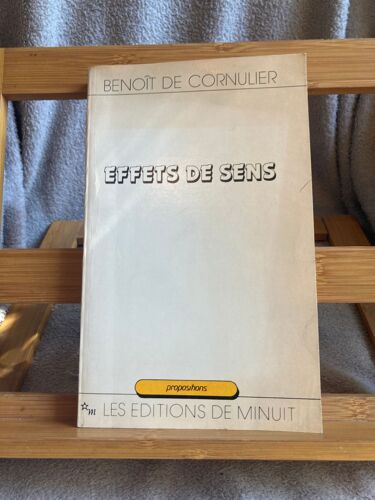 BENOÎT DE CORNULIER
EFFETS DE SENS
propositions
m LES EDITIONS DE MINUIT